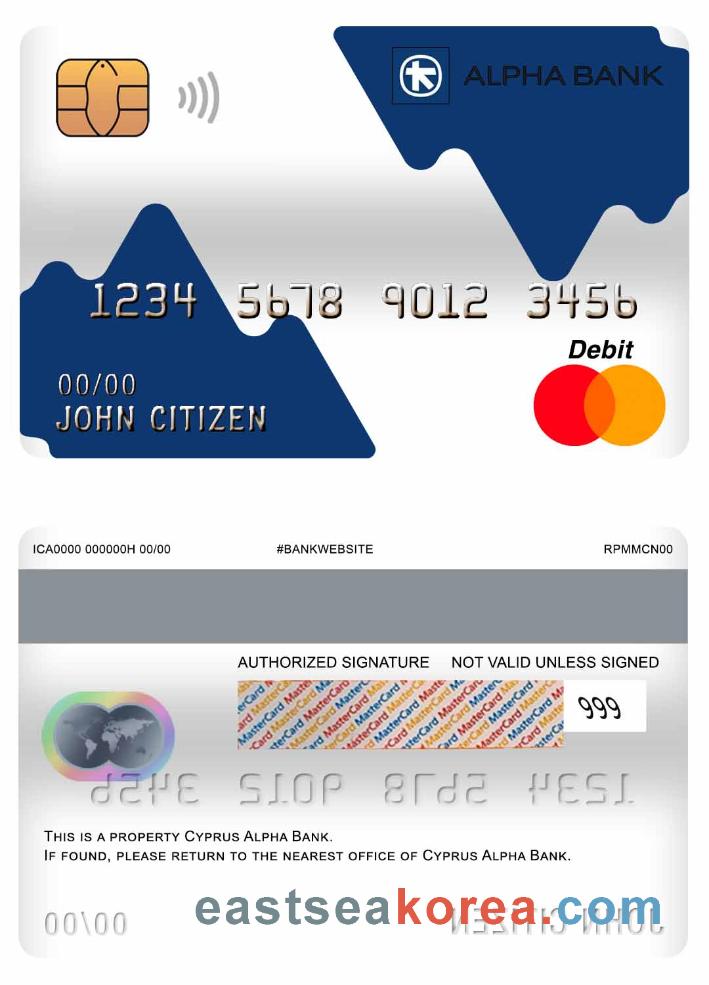 ALPHA BANK
1234 5678 9012 3456
Debit
00/00
JOHN CITIZEN
ICA0000 000000H 00/00 #BANKWEBSITE RPMMCN00
AUTHORIZED SIGNATURE NOT VALID UNLESS SIGNED
MasterCard MasterCard MasterCard MasterCard
999
1234 5678 9012 3456
THIS IS A PROPERTY CYPRUS ALPHA BANK.
IF FOUND, PLEASE RETURN TO THE NEAREST OFFICE OF CYPRUS ALPHA BANK.
eastseakorea.com
00/00 JOHN CITIZEN